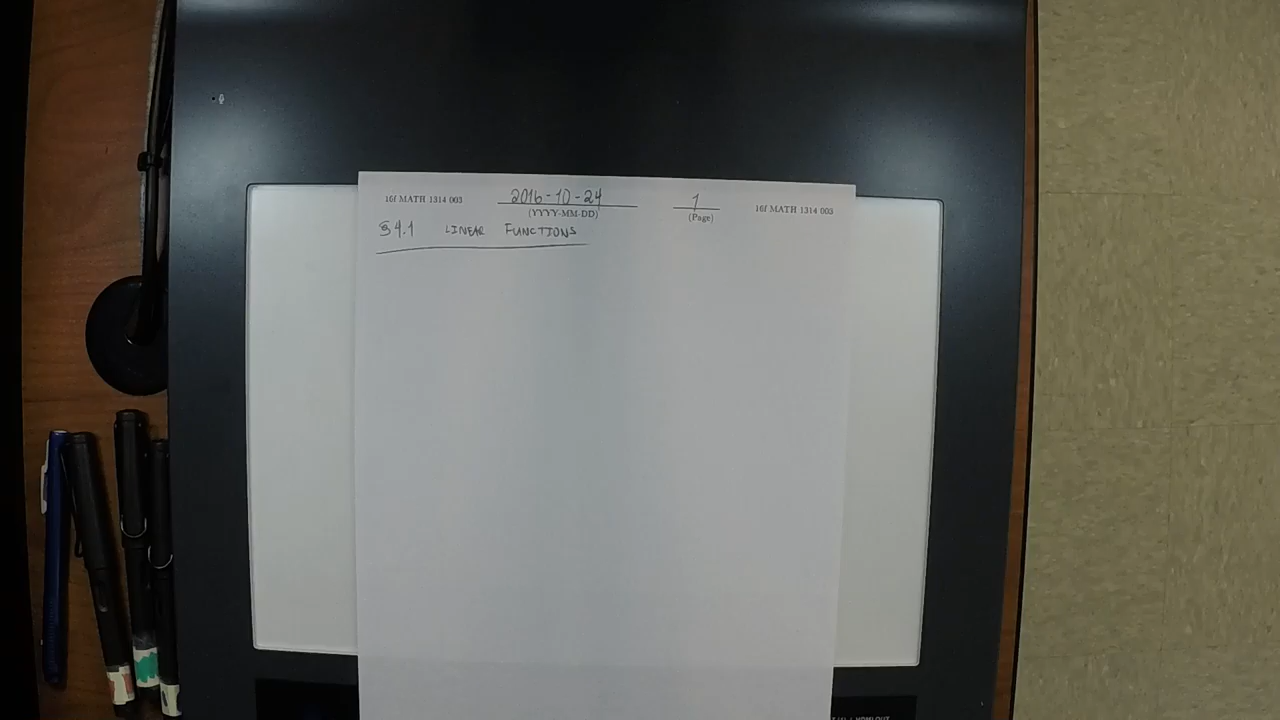 16f MATH 1314 003 2016-10-24 1 16f MATH 1314 003
(YYYY-MM-DD) (Page)
§4.1 LINEAR FUNCTIONS